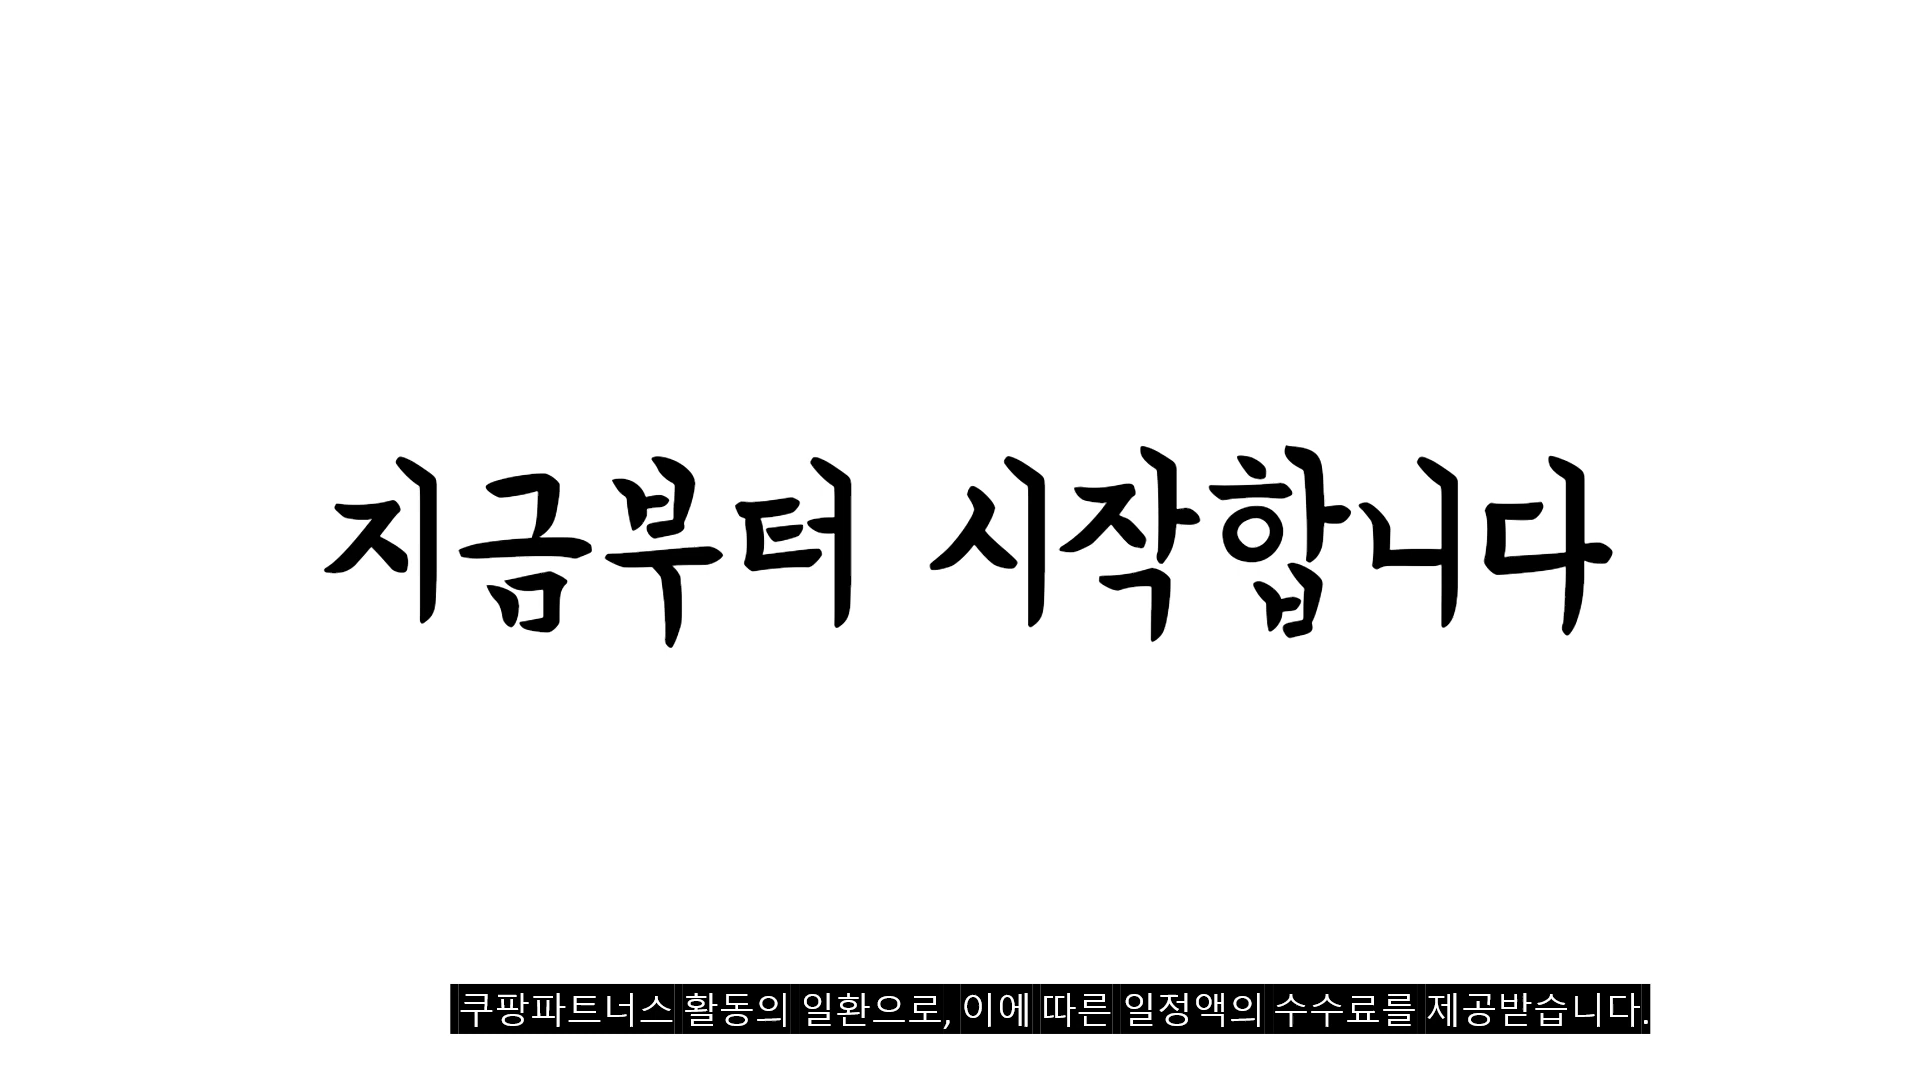 지금부터 시작합니다
쿠팡파트너스 활동의 일환으로, 이에 따른 일정액의 수수료를 제공받습니다.